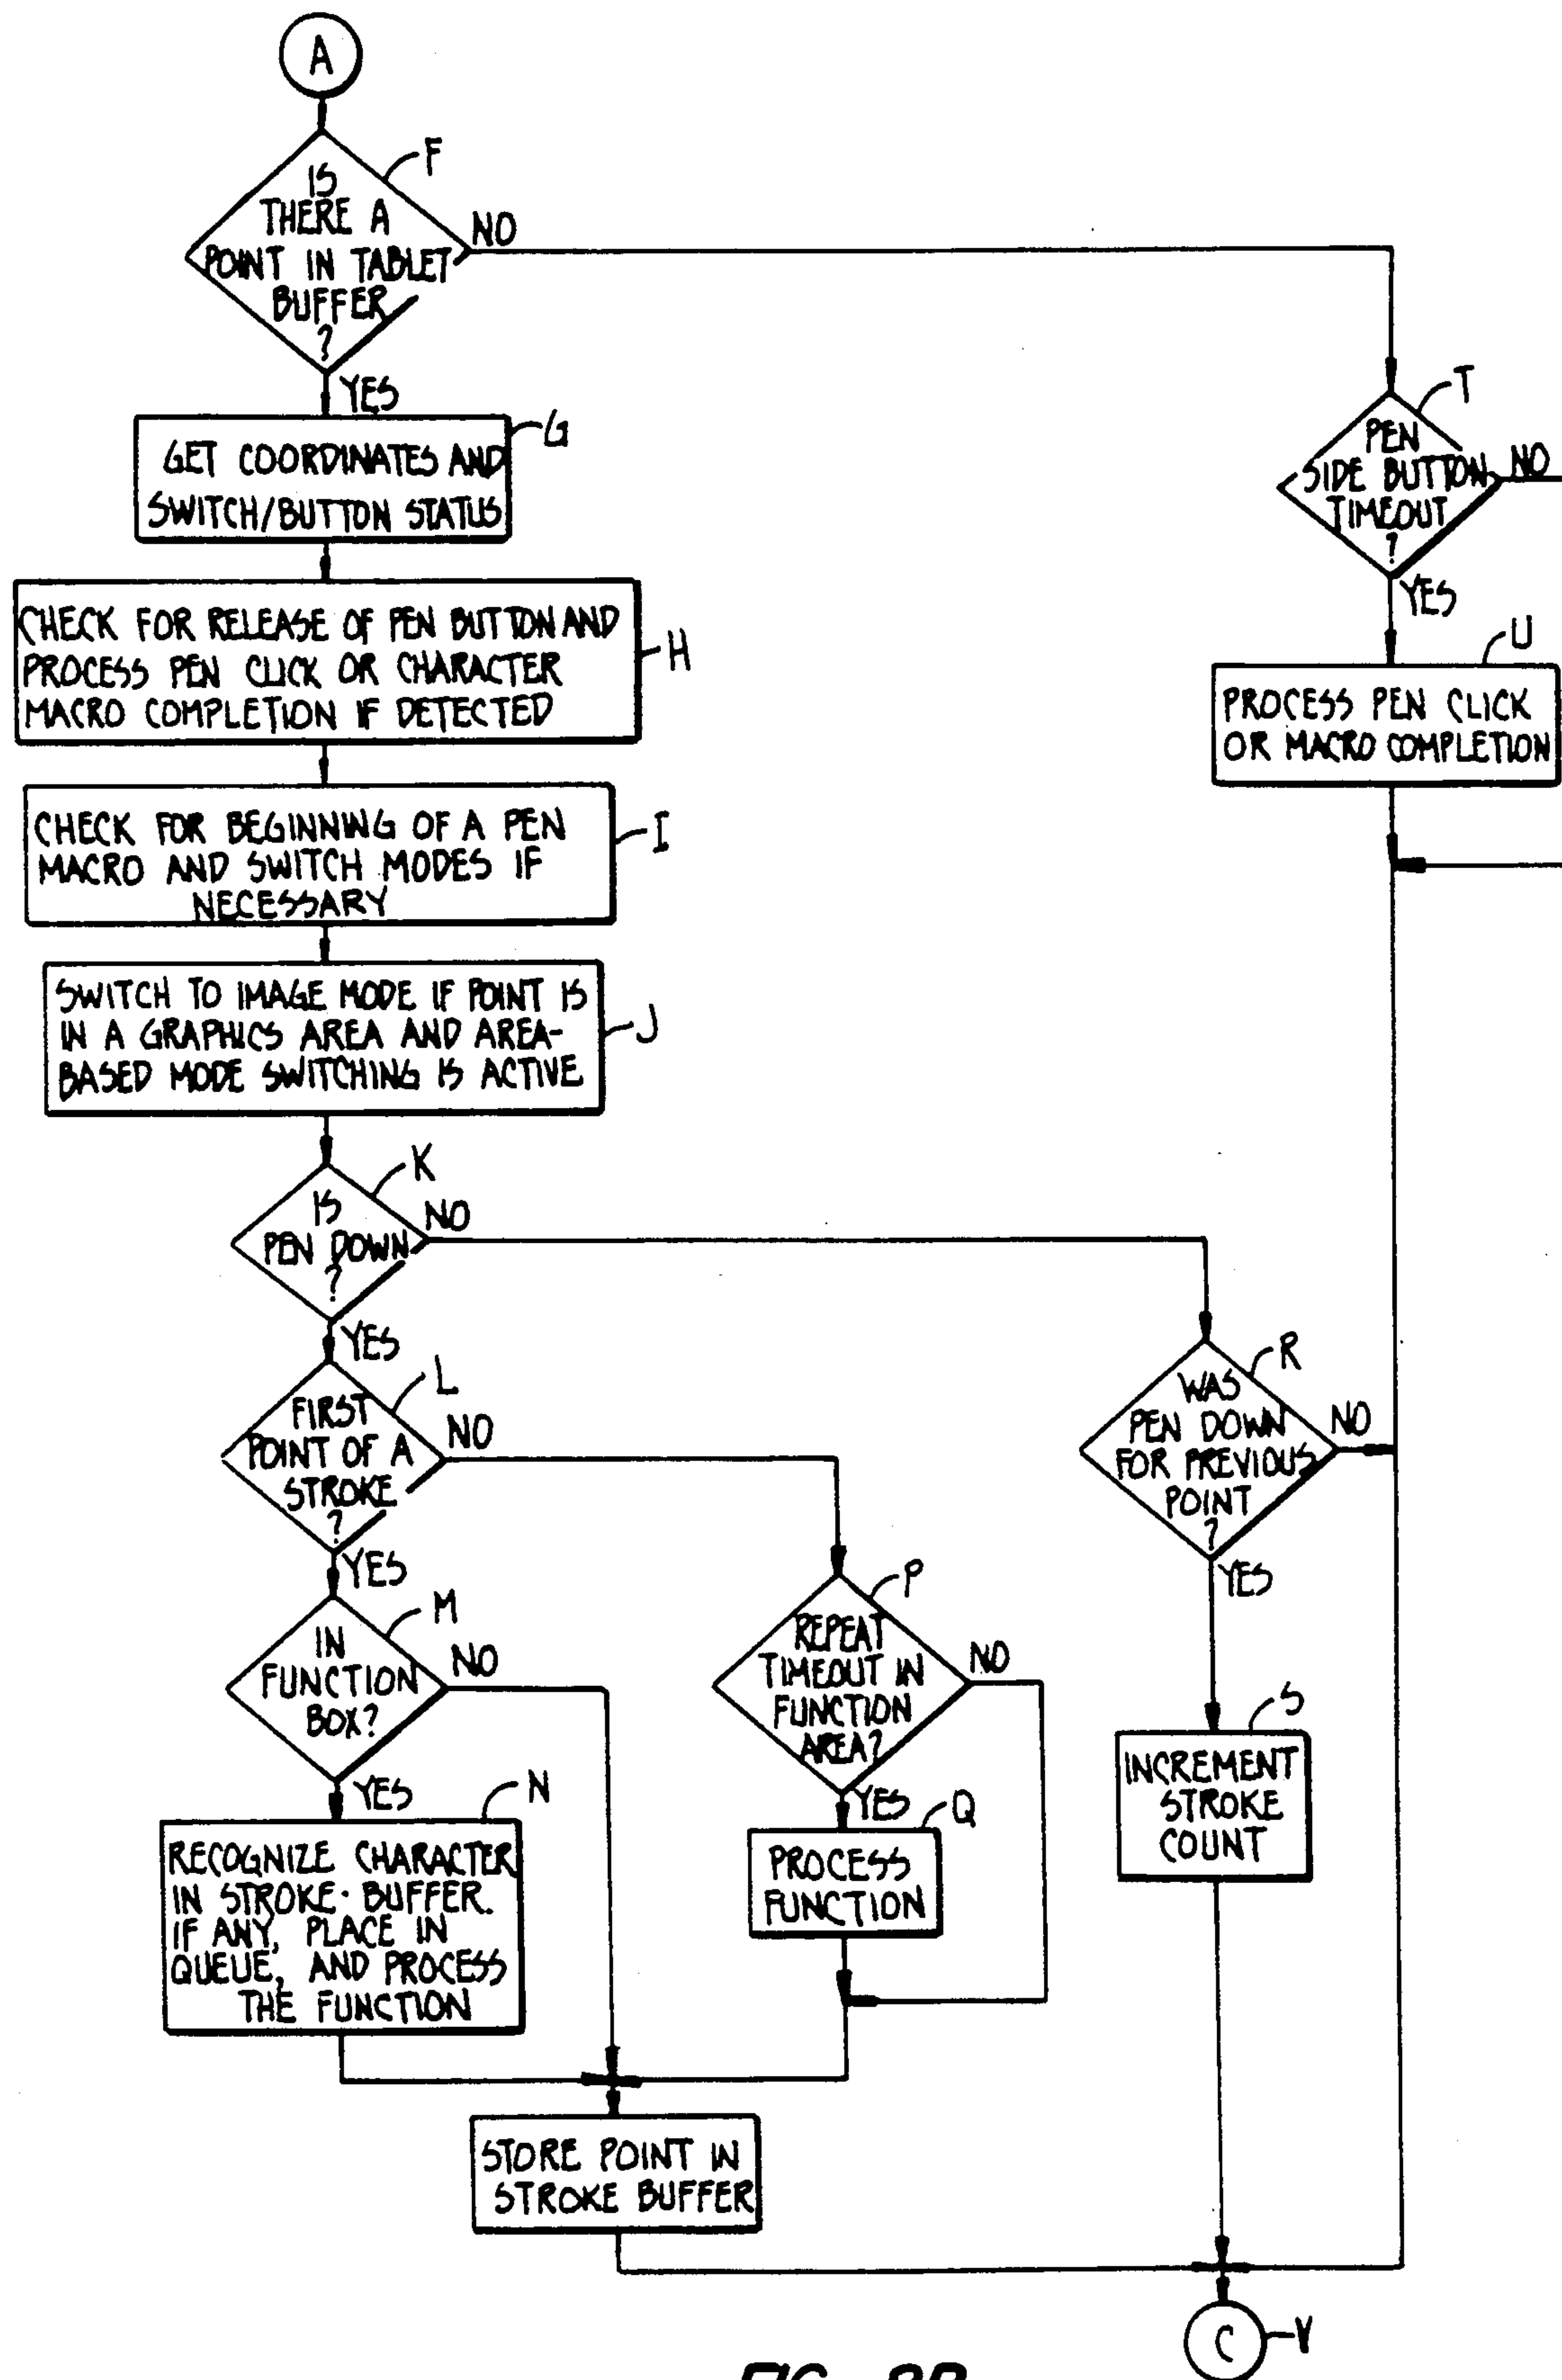 A
F
IS
THERE A
POINT IN TABLET
BUFFER
?
NO
YES
G
GET COORDINATES AND
SWITCH/BUTTON STATUS
T
PEN
SIDE BUTTON
TIMEOUT
?
NO
YES
U
PROCESS PEN CLICK
OR MACRO COMPLETION
CHECK FOR RELEASE OF PEN BUTTON AND
PROCESS PEN CLICK OR CHARACTER
MACRO COMPLETION IF DETECTED
H
CHECK FOR BEGINNING OF A PEN
MACRO AND SWITCH MODES IF
NECESSARY
I
SWITCH TO IMAGE MODE IF POINT IS
IN A GRAPHICS AREA AND AREA-
BASED MODE SWITCHING IS ACTIVE
J
K
IS
PEN DOWN
?
NO
YES
L
FIRST
POINT OF A
STROKE
?
NO
YES
R
WAS
PEN DOWN
FOR PREVIOUS
POINT
?
NO
YES
M
IN
FUNCTION
BOX?
NO
YES
P
REPEAT
TIMEOUT IN
FUNCTION
AREA?
NO
YES
S
INCREMENT
STROKE
COUNT
N
RECOGNIZE CHARACTER
IN STROKE· BUFFER.
IF ANY, PLACE IN
QUEUE, AND PROCESS
THE FUNCTION
Q
PROCESS
FUNCTION
STORE POINT IN
STROKE BUFFER
C
V